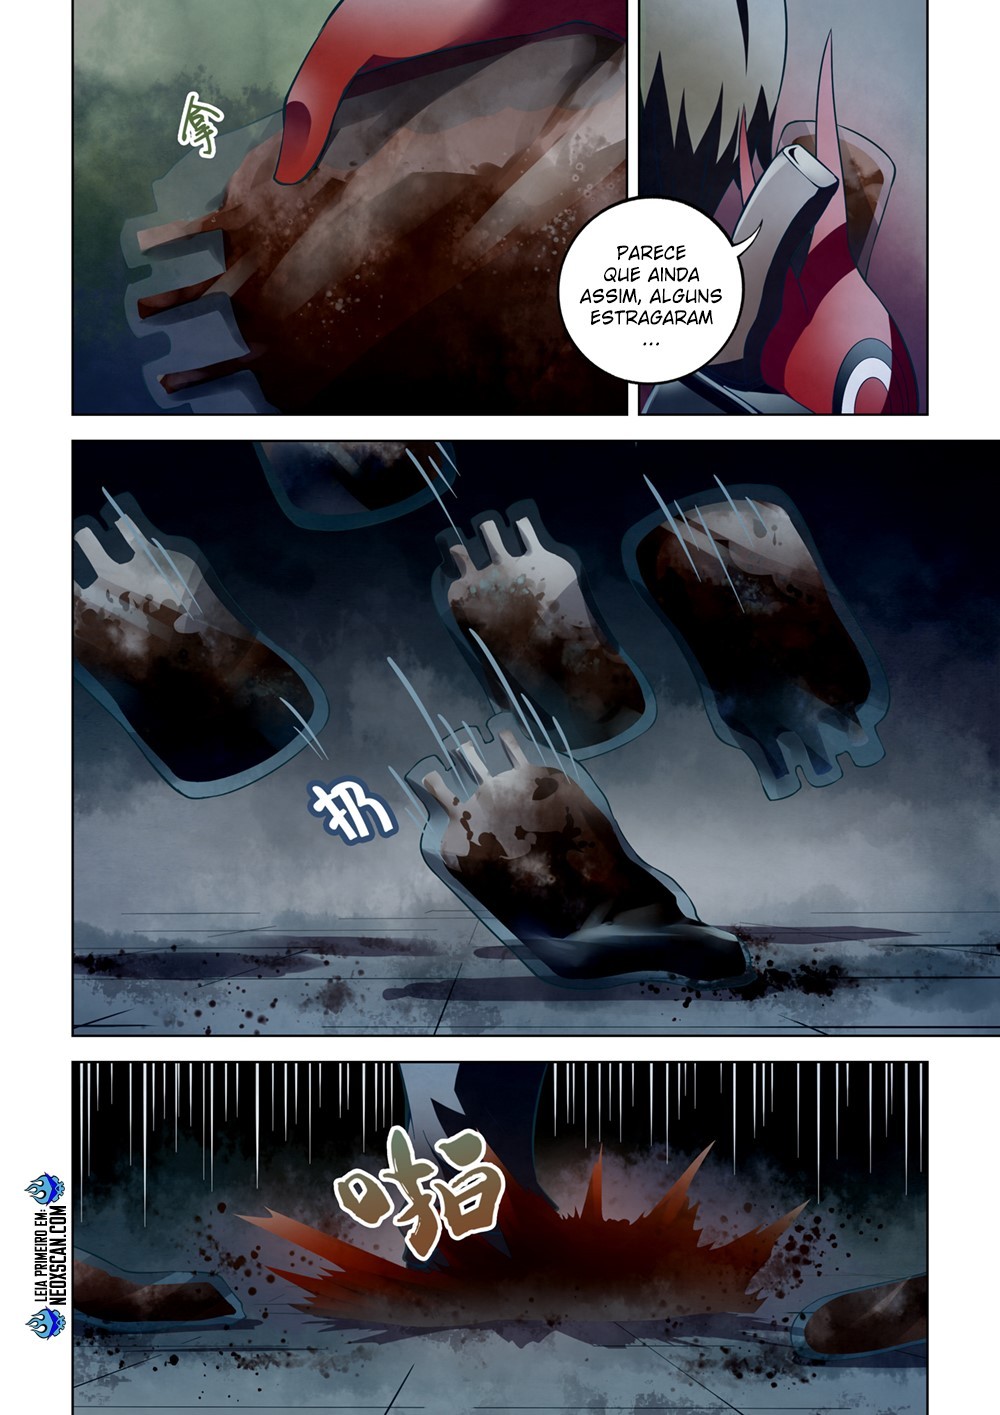 拿
PARECE
QUE AINDA
ASSIM, ALGUNS
ESTRAGARAM
...
扔
啪
LEIA PRIMEIRO EM:
NEOXSCAN.COM